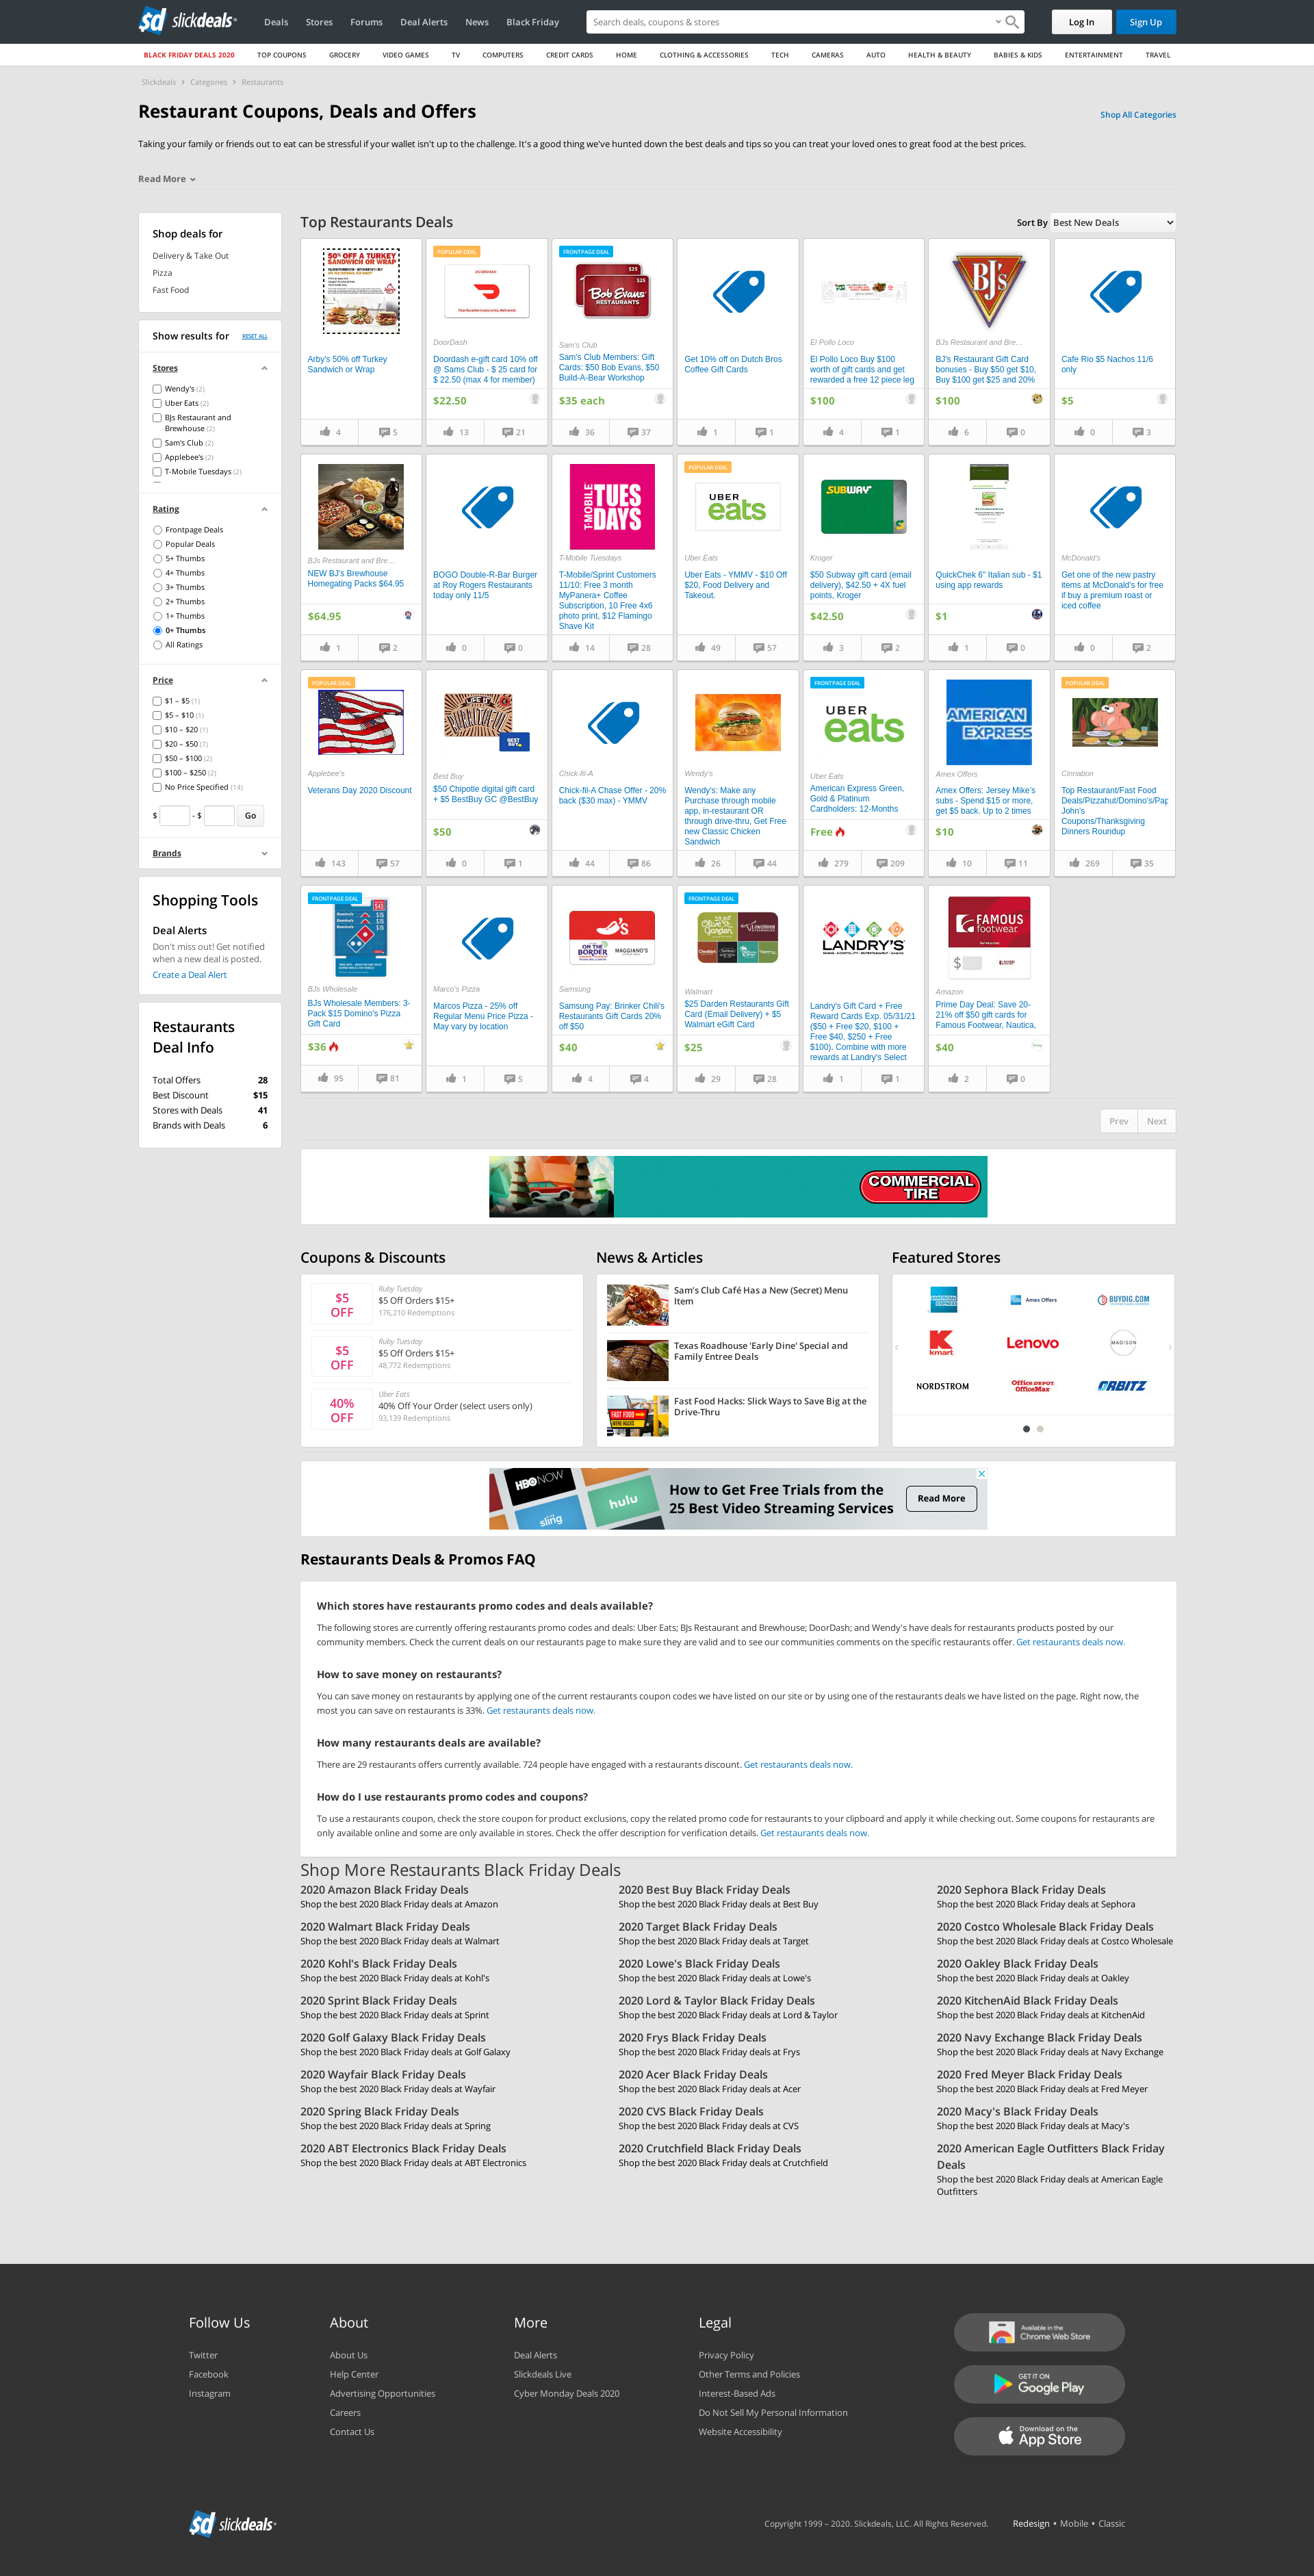 slickdeals
Deals Stores Forums Deal Alerts News Black Friday
Search deals, coupons & stores
Log In Sign Up
BLACK FRIDAY DEALS 2020 TOP COUPONS GROCERY VIDEO GAMES TV COMPUTERS CREDIT CARDS HOME CLOTHING & ACCESSORIES TECH CAMERAS AUTO HEALTH & BEAUTY BABIES & KIDS ENTERTAINMENT TRAVEL
Slickdeals > Categories > Restaurants
Restaurant Coupons, Deals and Offers
Shop All Categories
Taking your family or friends out to eat can be stressful if your wallet isn't up to the challenge. It's a good thing we've hunted down the best deals and tips so you can treat your loved ones to great food at the best prices.
Read More
Shop deals for
Delivery & Take Out
Pizza
Fast Food
Show results for RESET ALL
Stores
Wendy's (2)
Uber Eats (2)
BJs Restaurant and
Brewhouse (2)
Sam's Club (2)
Applebee's (2)
T-Mobile Tuesdays (2)
Rating
Frontpage Deals
Popular Deals
5+ Thumbs
4+ Thumbs
3+ Thumbs
2+ Thumbs
1+ Thumbs
0+ Thumbs
All Ratings
Price
$1 – $5 (1)
$5 – $10 (1)
$10 – $20 (1)
$20 – $50 (7)
$50 – $100 (2)
$100 – $250 (2)
No Price Specified (14)
$ - $ Go
Brands
Shopping Tools
Deal Alerts
Don't miss out! Get notified
when a new deal is posted.
Create a Deal Alert
Restaurants
Deal Info
Total Offers 28
Best Discount $15
Stores with Deals 41
Brands with Deals 6
Top Restaurants Deals
Sort By Best New Deals
50% OFF A TURKEY
SANDWICH OR WRAP
Arby's 50% off Turkey
Sandwich or Wrap
4 5
POPULAR DEAL
DOORDASH
DoorDash
Doordash e-gift card 10% off
@ Sams Club - $ 25 card for
$ 22.50 (max 4 for member)
$22.50
13 21
FRONTPAGE DEAL
$25
$25
Bob Evans
RESTAURANTS
Sam's Club
Sam's Club Members: Gift
Cards: $50 Bob Evans, $50
Build-A-Bear Workshop
$35 each
36 37
Get 10% off on Dutch Bros
Coffee Gift Cards
1 1
El Pollo Loco
El Pollo Loco Buy $100
worth of gift cards and get
rewarded a free 12 piece leg
$100
4 1
BJ's
BJs Restaurant and Bre...
BJ's Restaurant Gift Card
bonuses - Buy $50 get $10,
Buy $100 get $25 and 20%
$100
6 0
Cafe Rio $5 Nachos 11/6
only
$5
0 3
BJs Restaurant and Bre...
NEW BJ's Brewhouse
Homegating Packs $64.95
$64.95
1 2
BOGO Double-R-Bar Burger
at Roy Rogers Restaurants
today only 11/5
0 0
T-MOBILE
TUES
DAYS
T-Mobile Tuesdays
T-Mobile/Sprint Customers
11/10: Free 3 month
MyPanera+ Coffee
Subscription, 10 Free 4x6
photo print, $12 Flamingo
Shave Kit
14 28
POPULAR DEAL
UBER
eats
Uber Eats
Uber Eats - YMMV - $10 Off
$20, Food Delivery and
Takeout.
49 57
SUBWAY
Kroger
$50 Subway gift card (email
delivery), $42.50 + 4X fuel
points, Kroger
$42.50
3 2
QuickChek 6" Italian sub - $1
using app rewards
$1
1 0
McDonald's
Get one of the new pastry
items at McDonald's for free
if buy a premium roast or
iced coffee
0 2
POPULAR DEAL
Applebee's
Veterans Day 2020 Discount
143 57
BEST
BUY
Best Buy
$50 Chipotle digital gift card
+ $5 BestBuy GC @BestBuy
$50
0 1
Chick-fil-A
Chick-fil-A Chase Offer - 20%
back ($30 max) - YMMV
44 86
Wendy's
Wendy's: Make any
Purchase through mobile
app, in-restaurant OR
through drive-thru, Get Free
new Classic Chicken
Sandwich
26 44
FRONTPAGE DEAL
UBER
eats
Uber Eats
American Express Green,
Gold & Platinum
Cardholders: 12-Months
Free
279 209
AMERICAN
EXPRESS
Amex Offers
Amex Offers: Jersey Mike's
subs - Spend $15 or more,
get $5 back. Up to 2 times
$10
10 11
POPULAR DEAL
Cinnabon
Top Restaurant/Fast Food
Deals/Pizzahut/Domino's/Pap
John's
Coupons/Thanksgiving
Dinners Roundup
269 35
FRONTPAGE DEAL
$45
Domino's $15
Domino's $15
Domino's $15
BJs Wholesale
BJs Wholesale Members: 3-
Pack $15 Domino's Pizza
Gift Card
$36
95 81
Marco's Pizza
Marcos Pizza - 25% off
Regular Menu Price Pizza -
May vary by location
1 5
ON THE
BORDER
MAGGIANO'S
Samsung
Samsung Pay: Brinker Chili's
Restaurants Gift Cards 20%
off $50
$40
4 4
FRONTPAGE DEAL
Olive
Garden
LONGHORN
Walmart
$25 Darden Restaurants Gift
Card (Email Delivery) + $5
Walmart eGift Card
$25
29 28
LANDRY'S
Landry's Gift Card + Free
Reward Cards Exp. 05/31/21
($50 + Free $20, $100 +
Free $40, $250 + Free
$100). Combine with more
rewards at Landry's Select
1 1
FAMOUS
footwear
$
Amazon
Prime Day Deal: Save 20-
21% off $50 gift cards for
Famous Footwear, Nautica,
$40
2 0
Prev Next
COMMERCIAL
TIRE
Coupons & Discounts
$5
OFF
Ruby Tuesday
$5 Off Orders $15+
176,210 Redemptions
$5
OFF
Ruby Tuesday
$5 Off Orders $15+
48,772 Redemptions
40%
OFF
Uber Eats
40% Off Your Order (select users only)
93,139 Redemptions
News & Articles
Sam's Club Café Has a New (Secret) Menu
Item
Texas Roadhouse 'Early Dine' Special and
Family Entree Deals
FAST FOOD
MENU HACKS
Fast Food Hacks: Slick Ways to Save Big at the
Drive-Thru
Featured Stores
AMERICAN EXPRESS Amex Offers BUYDIG.COM
Kmart Lenovo MADISON
NORDSTROM Office DEPOT OfficeMax ORBITZ
HBO NOW
hulu
sling
How to Get Free Trials from the
25 Best Video Streaming Services
Read More
Restaurants Deals & Promos FAQ
Which stores have restaurants promo codes and deals available?
The following stores are currently offering restaurants promo codes and deals: Uber Eats; BJs Restaurant and Brewhouse; DoorDash; and Wendy's have deals for restaurants products posted by our
community members. Check the current deals on our restaurants page to make sure they are valid and to see our communities comments on the specific restaurants offer. Get restaurants deals now.
How to save money on restaurants?
You can save money on restaurants by applying one of the current restaurants coupon codes we have listed on our site or by using one of the restaurants deals we have listed on the page. Right now, the
most you can save on restaurants is 33%. Get restaurants deals now.
How many restaurants deals are available?
There are 29 restaurants offers currently available. 724 people have engaged with a restaurants discount. Get restaurants deals now.
How do I use restaurants promo codes and coupons?
To use a restaurants coupon, check the store coupon for product exclusions, copy the related promo code for restaurants to your clipboard and apply it while checking out. Some coupons for restaurants are
only available online and some are only available in stores. Check the offer description for verification details. Get restaurants deals now.
Shop More Restaurants Black Friday Deals
2020 Amazon Black Friday Deals
Shop the best 2020 Black Friday deals at Amazon
2020 Best Buy Black Friday Deals
Shop the best 2020 Black Friday deals at Best Buy
2020 Sephora Black Friday Deals
Shop the best 2020 Black Friday deals at Sephora
2020 Walmart Black Friday Deals
Shop the best 2020 Black Friday deals at Walmart
2020 Target Black Friday Deals
Shop the best 2020 Black Friday deals at Target
2020 Costco Wholesale Black Friday Deals
Shop the best 2020 Black Friday deals at Costco Wholesale
2020 Kohl's Black Friday Deals
Shop the best 2020 Black Friday deals at Kohl's
2020 Lowe's Black Friday Deals
Shop the best 2020 Black Friday deals at Lowe's
2020 Oakley Black Friday Deals
Shop the best 2020 Black Friday deals at Oakley
2020 Sprint Black Friday Deals
Shop the best 2020 Black Friday deals at Sprint
2020 Lord & Taylor Black Friday Deals
Shop the best 2020 Black Friday deals at Lord & Taylor
2020 KitchenAid Black Friday Deals
Shop the best 2020 Black Friday deals at KitchenAid
2020 Golf Galaxy Black Friday Deals
Shop the best 2020 Black Friday deals at Golf Galaxy
2020 Frys Black Friday Deals
Shop the best 2020 Black Friday deals at Frys
2020 Navy Exchange Black Friday Deals
Shop the best 2020 Black Friday deals at Navy Exchange
2020 Wayfair Black Friday Deals
Shop the best 2020 Black Friday deals at Wayfair
2020 Acer Black Friday Deals
Shop the best 2020 Black Friday deals at Acer
2020 Fred Meyer Black Friday Deals
Shop the best 2020 Black Friday deals at Fred Meyer
2020 Spring Black Friday Deals
Shop the best 2020 Black Friday deals at Spring
2020 CVS Black Friday Deals
Shop the best 2020 Black Friday deals at CVS
2020 Macy's Black Friday Deals
Shop the best 2020 Black Friday deals at Macy's
2020 ABT Electronics Black Friday Deals
Shop the best 2020 Black Friday deals at ABT Electronics
2020 Crutchfield Black Friday Deals
Shop the best 2020 Black Friday deals at Crutchfield
2020 American Eagle Outfitters Black Friday
Deals
Shop the best 2020 Black Friday deals at American Eagle
Outfitters
Follow Us
Twitter
Facebook
Instagram
About
About Us
Help Center
Advertising Opportunities
Careers
Contact Us
More
Deal Alerts
Slickdeals Live
Cyber Monday Deals 2020
Legal
Privacy Policy
Other Terms and Policies
Interest-Based Ads
Do Not Sell My Personal Information
Website Accessibility
Available in the
Chrome Web Store
GET IT ON
Google Play
Download on the
App Store
slickdeals
Copyright 1999 – 2020. Slickdeals, LLC. All Rights Reserved. Redesign • Mobile • Classic